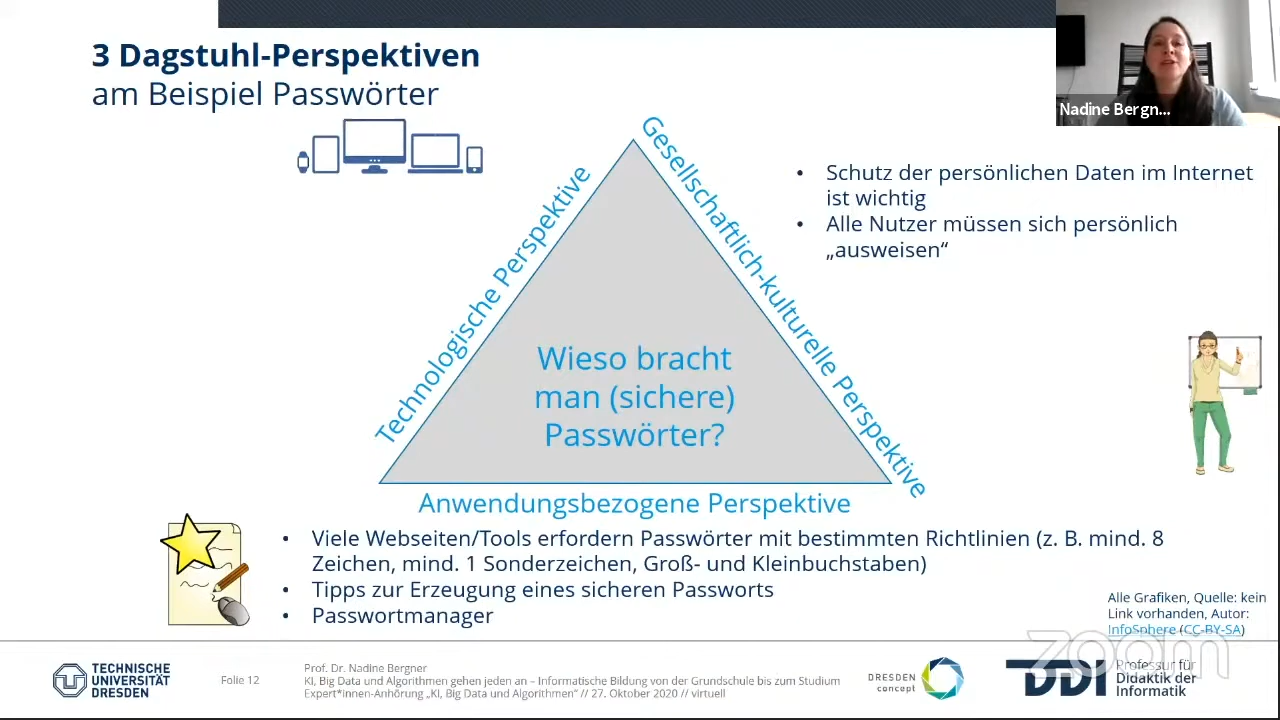 3 Dagstuhl-Perspektiven
am Beispiel Passwörter
Nadine Bergn...
Technologische Perspektive
Gesellschaftlich-kulturelle Perspektive
• Schutz der persönlichen Daten im Internet
ist wichtig
• Alle Nutzer müssen sich persönlich
„ausweisen“
Wieso bracht
man (sichere)
Passwörter?
Anwendungsbezogene Perspektive
• Viele Webseiten/Tools erfordern Passwörter mit bestimmten Richtlinien (z. B. mind. 8
Zeichen, mind. 1 Sonderzeichen, Groß- und Kleinbuchstaben)
• Tipps zur Erzeugung eines sicheren Passworts
• Passwortmanager
Alle Grafiken, Quelle: kein
Link vorhanden, Autor:
InfoSphere (CC-BY-SA)
zoom
TECHNISCHE
UNIVERSITÄT
DRESDEN
Folie 12
Prof. Dr. Nadine Bergner
KI, Big Data und Algorithmen gehen jeden an – Informatische Bildung von der Grundschule bis zum Studium
Expert*innen-Anhörung „KI, Big Data und Algorithmen“ // 27. Oktober 2020 // virtuell
DRESDEN
concept
DDI
Professur für
Didaktik der
Informatik